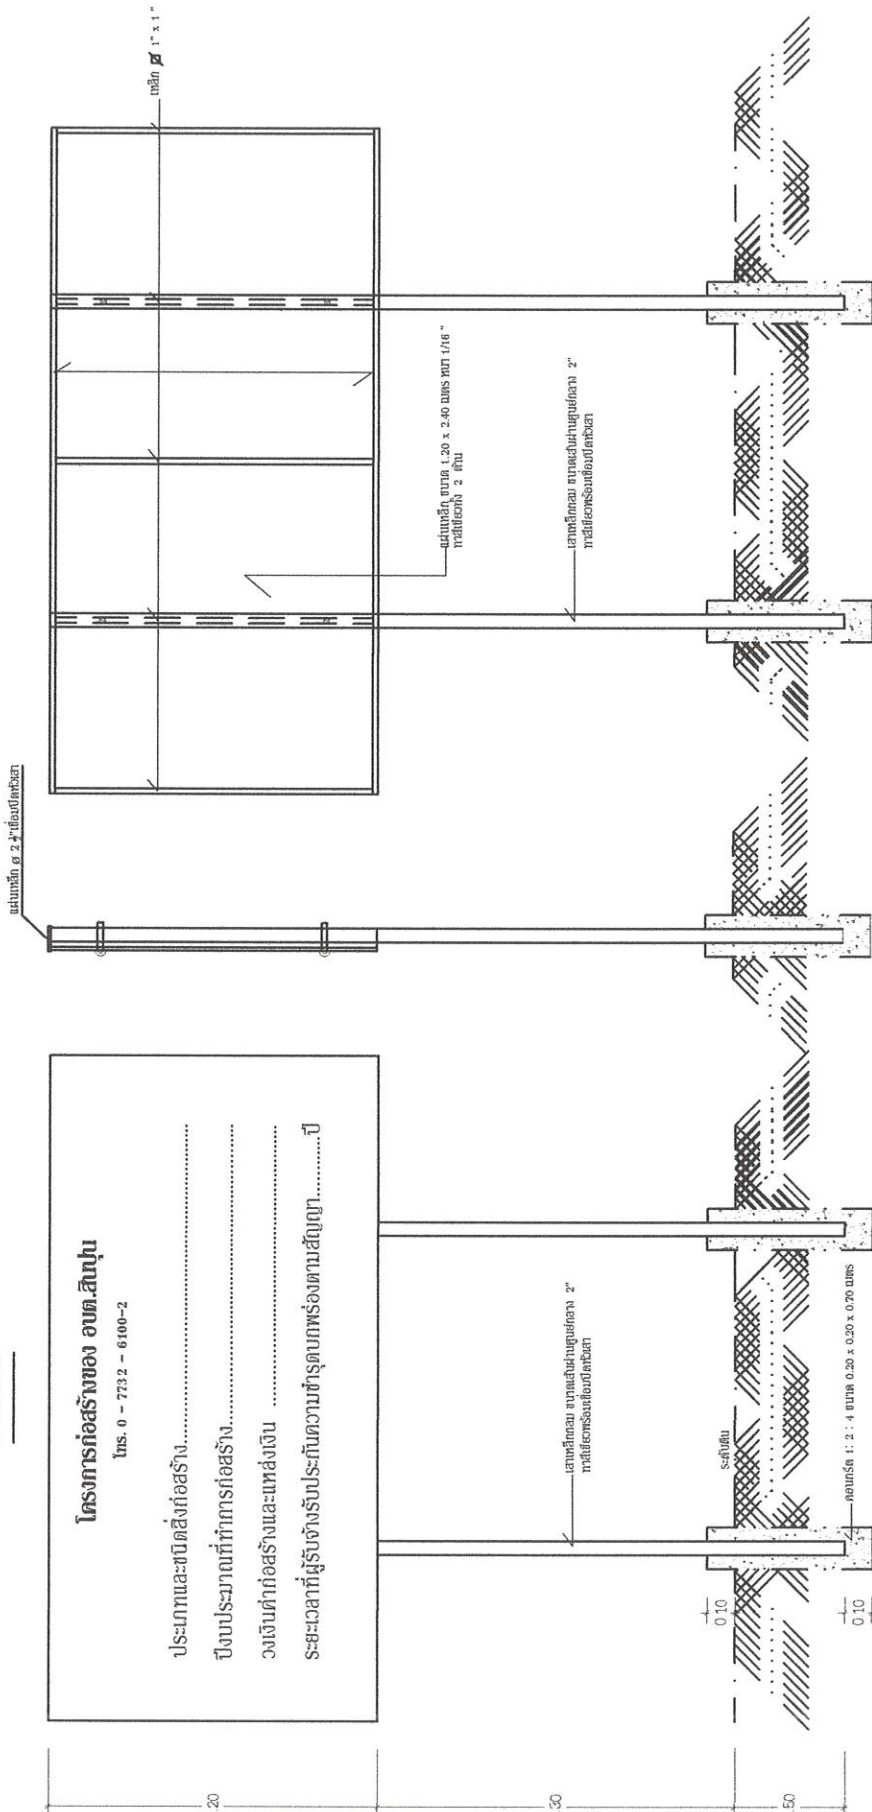 โครงการก่อสร้างของ อบต.สินปุน
โทร. 0 - 7732 - 6100-2
ประเภทและชนิดสิ่งก่อสร้าง
ปีงบประมาณที่ทำการก่อสร้าง
วงเงินค่าก่อสร้างและแหล่งเงิน
ระยะเวลาที่ผู้รับจ้างรับประกันความชำรุดบกพร่องตามสัญญา............ปี
เสาเหล็กกลม ขนาดเส้นผ่านศูนย์กลาง 2"
ทาสีเขียวพร้อมเชื่อมปิดหัวเสา
ระดับดิน
คอนกรีต 1: 2 : 4 ขนาด 0.20 x 0.20 x 0.70 เมตร
0.10
0.10
.20
.30
.50
แผ่นเหล็ก ø 2 ½"เชื่อมปิดหัวเสา
เหล็ก 1" x 1"
แผ่นเหล็ก ขนาด 1.20 x 2.40 เมตร หนา 1/16"
ทาสีเขียวทั้ง 2 ด้าน
เสาเหล็กกลม ขนาดเส้นผ่านศูนย์กลาง 2"
ทาสีเขียวพร้อมเชื่อมปิดหัวเสา